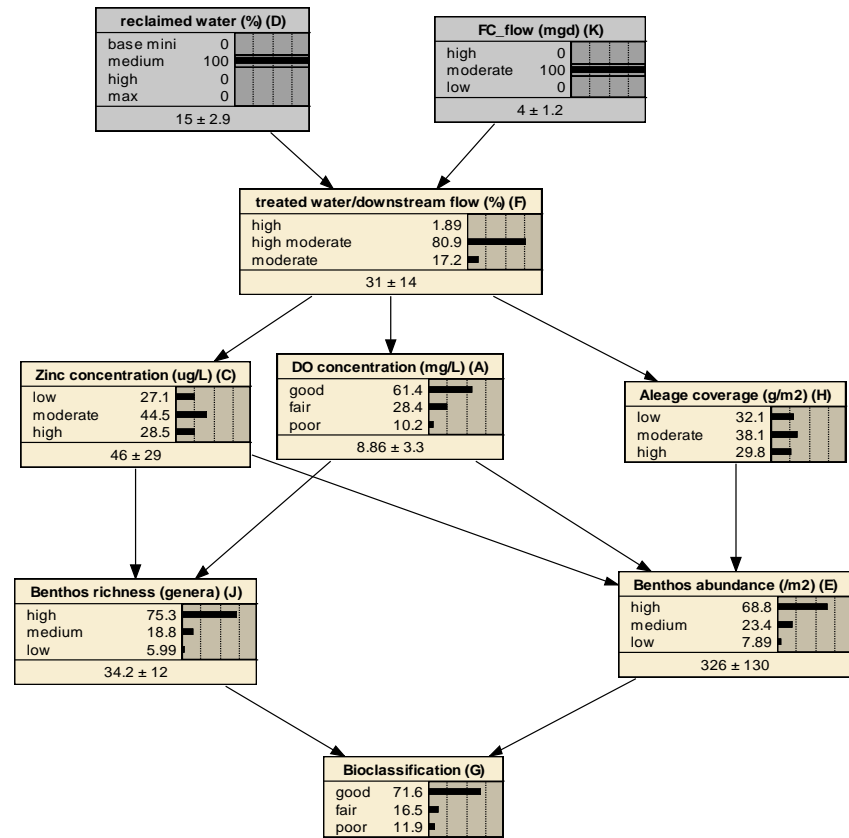 reclaimed water (%) (D)
base mini 0
medium 100
high 0
max 0
15 ± 2.9
FC_flow (mgd) (K)
high 0
moderate 100
low 0
4 ± 1.2
treated water/downstream flow (%) (F)
high 1.89
high moderate 80.9
moderate 17.2
31 ± 14
Zinc concentration (ug/L) (C)
low 27.1
moderate 44.5
high 28.5
46 ± 29
DO concentration (mg/L) (A)
good 61.4
fair 28.4
poor 10.2
8.86 ± 3.3
Aleage coverage (g/m2) (H)
low 32.1
moderate 38.1
high 29.8
Benthos richness (genera) (J)
high 75.3
medium 18.8
low 5.99
34.2 ± 12
Benthos abundance (/m2) (E)
high 68.8
medium 23.4
low 7.89
326 ± 130
Bioclassification (G)
good 71.6
fair 16.5
poor 11.9